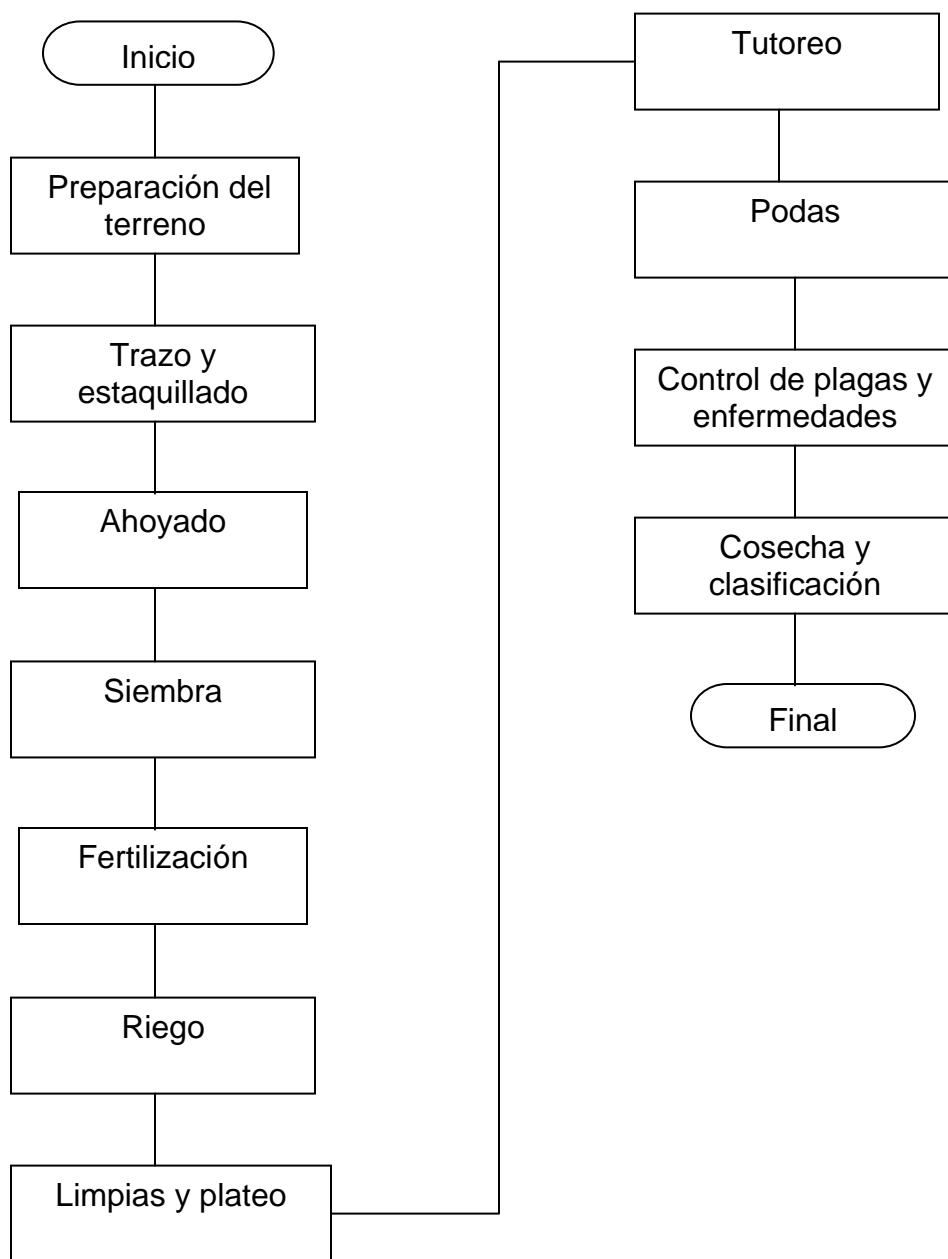 Inicio
Preparación del
terreno
Trazo y
estaquillado
Ahoyado
Siembra
Fertilización
Riego
Limpias y plateo
Tutoreo
Podas
Control de plagas y
enfermedades
Cosecha y
clasificación
Final